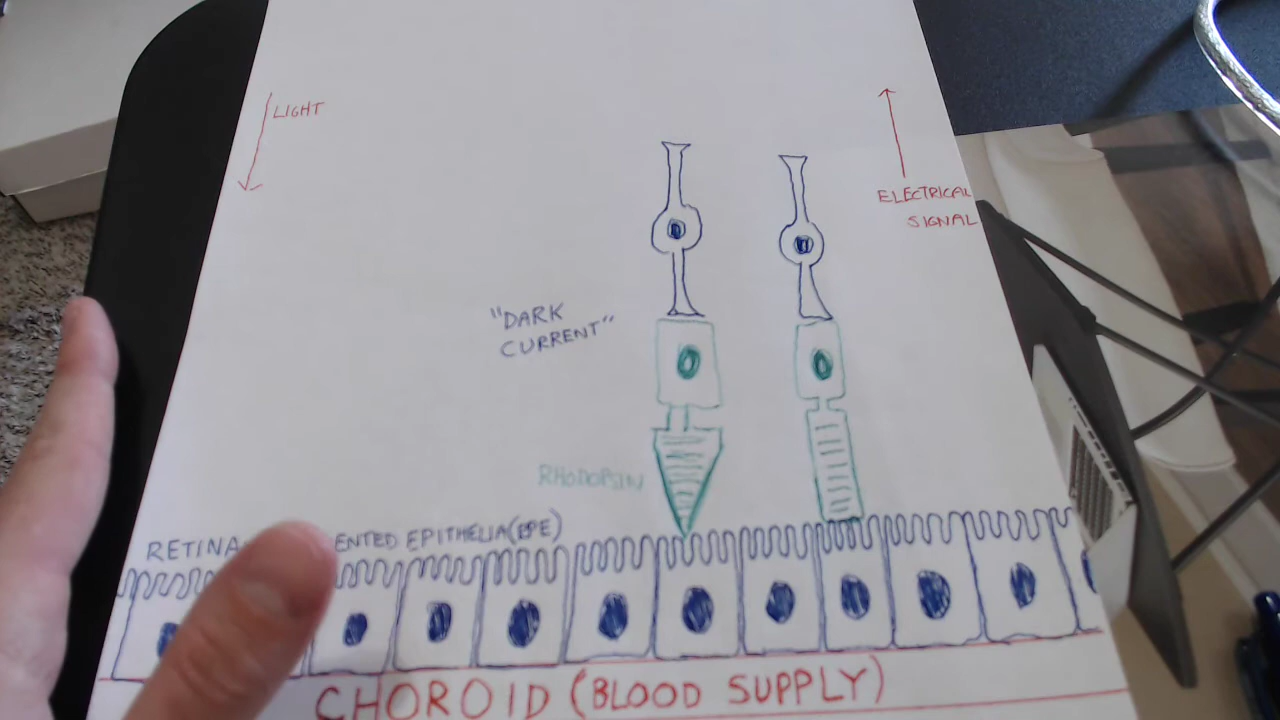 LIGHT
ELECTRICAL
SIGNAL
"DARK
CURRENT"
RHODOPSIN
RETINA ENTED EPITHELIA (RPE)
CHOROID (BLOOD SUPPLY)